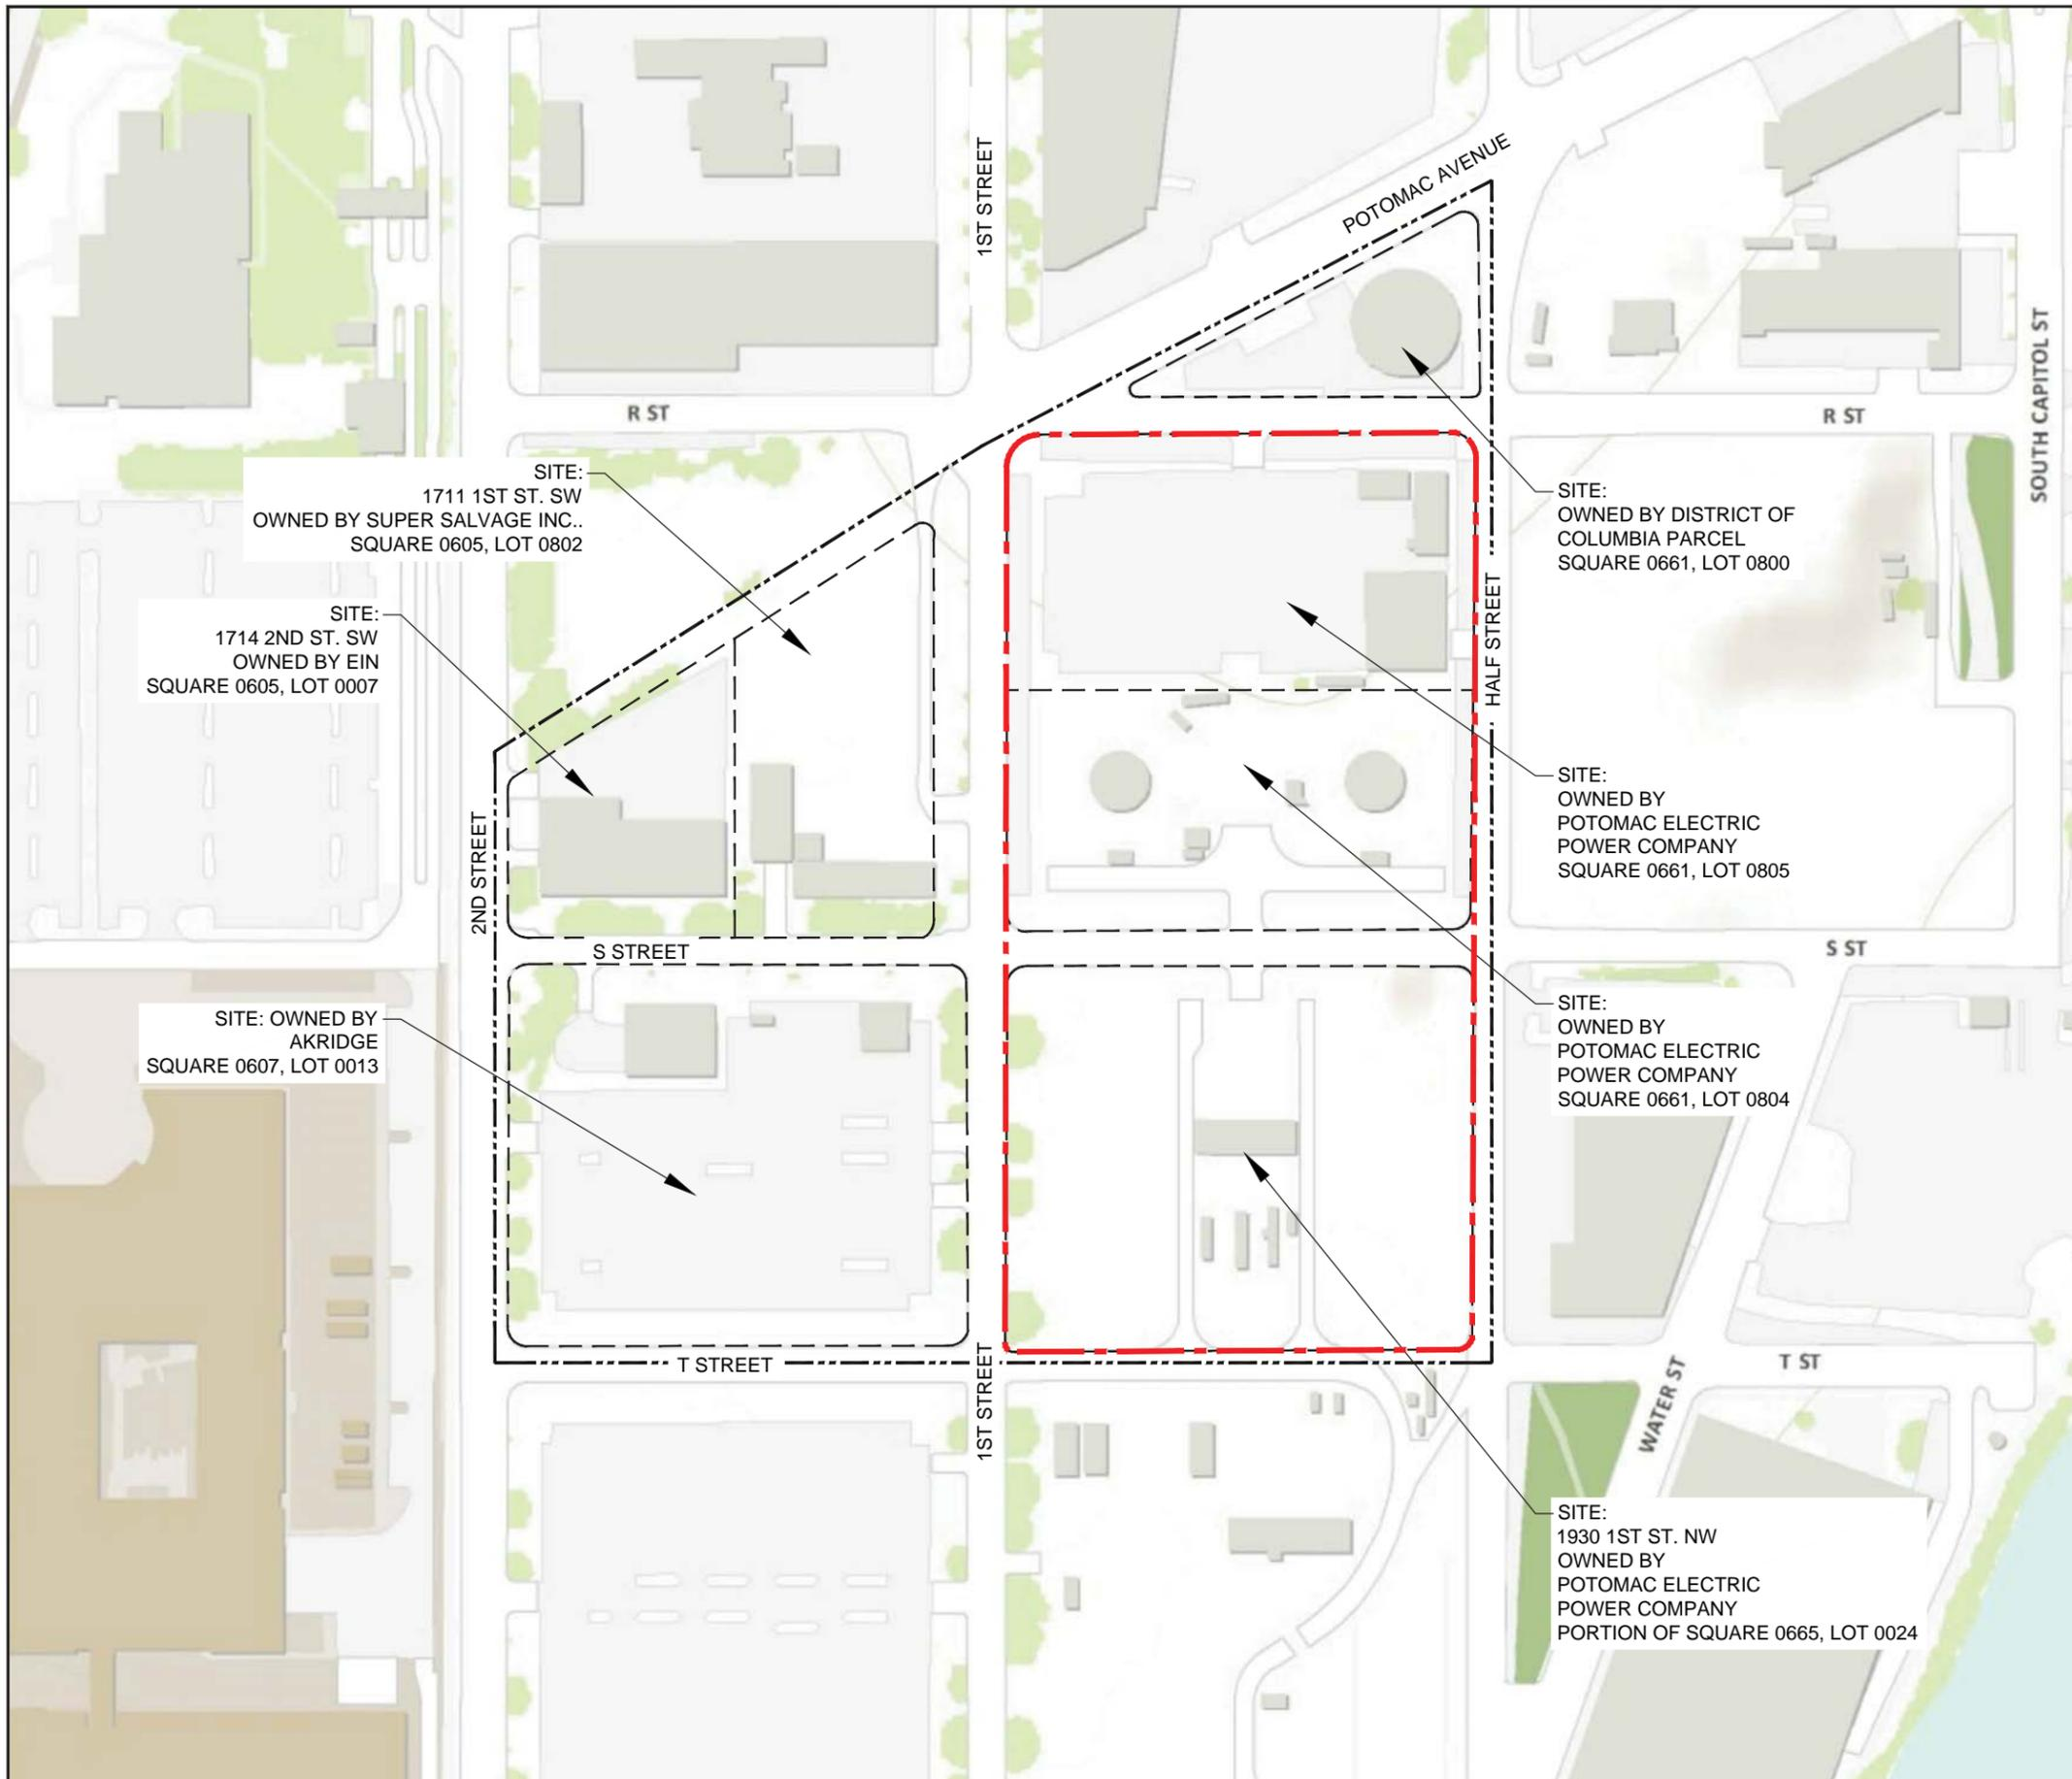 1ST STREET
POTOMAC AVENUE
SOUTH CAPITOL ST
R ST
R ST
SITE:
1711 1ST ST. SW
OWNED BY SUPER SALVAGE INC..
SQUARE 0605, LOT 0802
SITE:
OWNED BY DISTRICT OF
COLUMBIA PARCEL
SQUARE 0661, LOT 0800
SITE:
1714 2ND ST. SW
OWNED BY EIN
SQUARE 0605, LOT 0007
HALF STREET
SITE:
OWNED BY
POTOMAC ELECTRIC
POWER COMPANY
SQUARE 0661, LOT 0805
2ND STREET
S STREET
S ST
SITE: OWNED BY
AKRIDGE
SQUARE 0607, LOT 0013
SITE:
OWNED BY
POTOMAC ELECTRIC
POWER COMPANY
SQUARE 0661, LOT 0804
T STREET
1ST STREET
T ST
WATER ST
SITE:
1930 1ST ST. NW
OWNED BY
POTOMAC ELECTRIC
POWER COMPANY
PORTION OF SQUARE 0665, LOT 0024